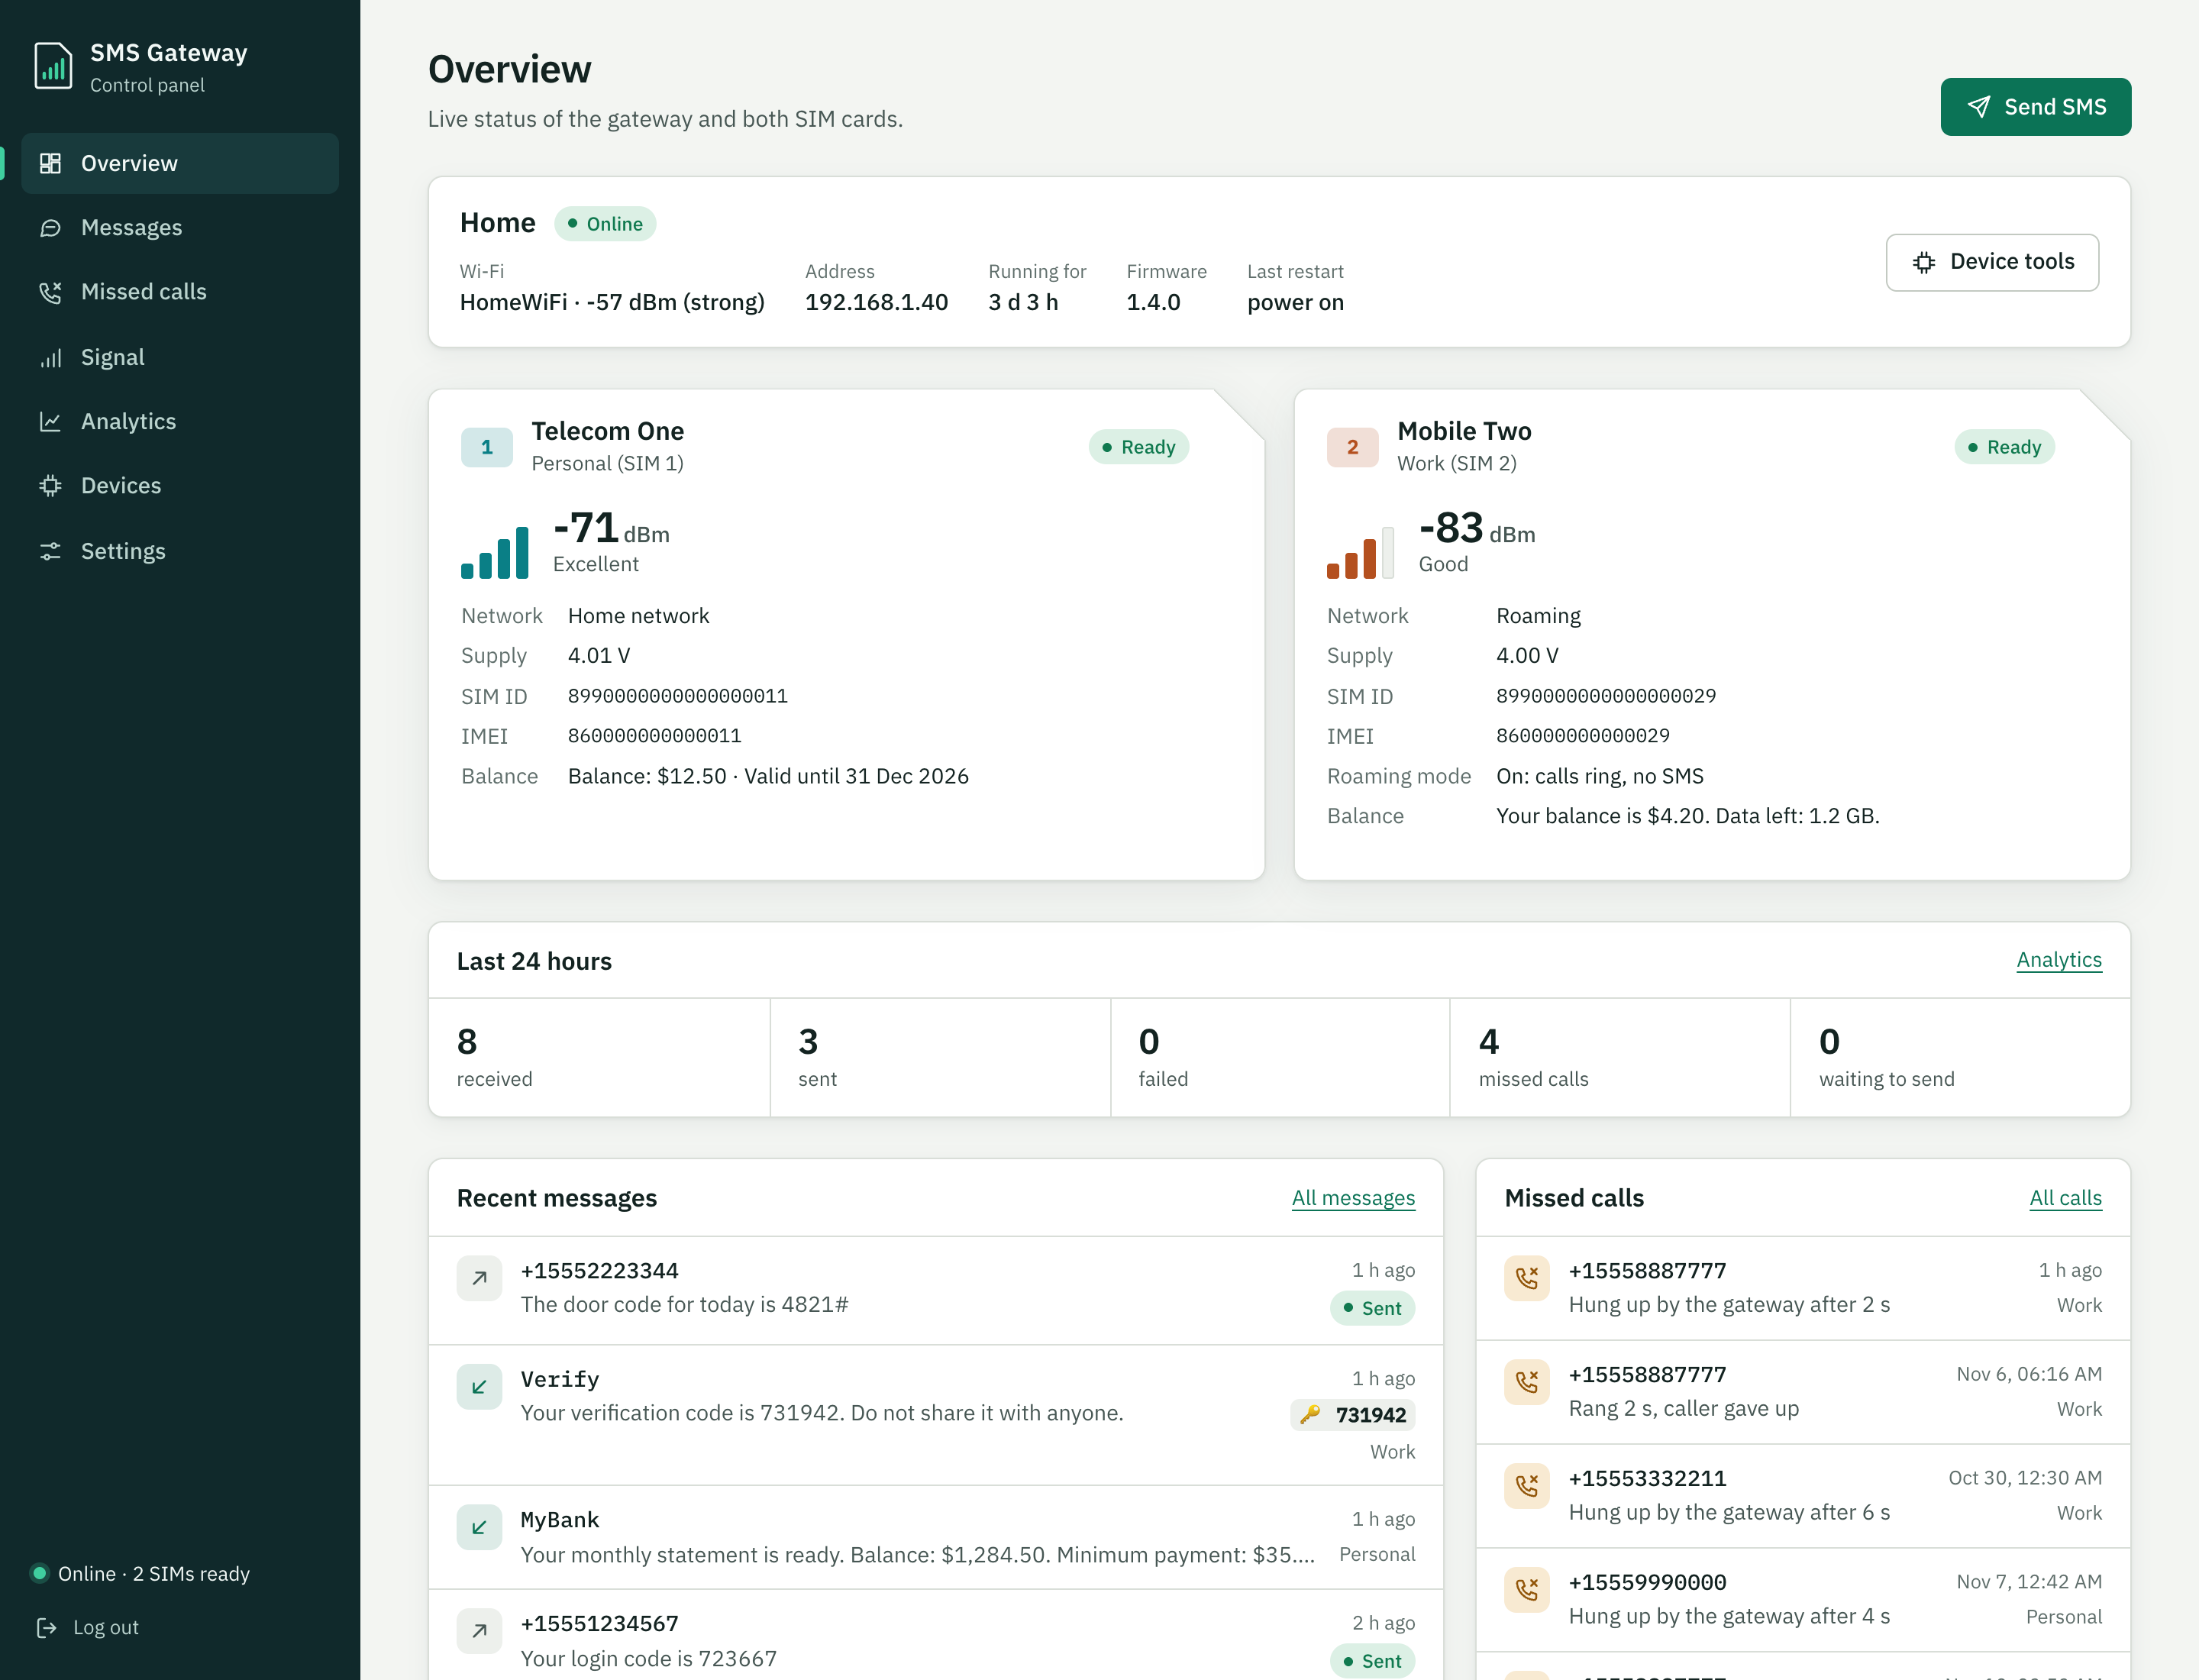 SMS Gateway
Control panel
Overview
Messages
Missed calls
Signal
Analytics
Devices
Settings
Online · 2 SIMs ready
Log out
Overview
Live status of the gateway and both SIM cards.
Send SMS
Home
Online
Wi-Fi
HomeWiFi · -57 dBm (strong)
Address
192.168.1.40
Running for
3 d 3 h
Firmware
1.4.0
Last restart
power on
Device tools
1
Telecom One
Personal (SIM 1)
Ready
-71 dBm
Excellent
Network Home network
Supply 4.01 V
SIM ID 8990000000000000011
IMEI 860000000000011
Balance Balance: $12.50 · Valid until 31 Dec 2026
2
Mobile Two
Work (SIM 2)
Ready
-83 dBm
Good
Network Roaming
Supply 4.00 V
SIM ID 8990000000000000029
IMEI 860000000000029
Roaming mode On: calls ring, no SMS
Balance Your balance is $4.20. Data left: 1.2 GB.
Last 24 hours
Analytics
8
received
3
sent
0
failed
4
missed calls
0
waiting to send
Recent messages
All messages
+15552223344
1 h ago
The door code for today is 4821#
Sent
Verify
1 h ago
Your verification code is 731942. Do not share it with anyone.
731942
Work
MyBank
1 h ago
Your monthly statement is ready. Balance: $1,284.50. Minimum payment: $35....
Personal
+15551234567
2 h ago
Your login code is 723667
Sent
Missed calls
All calls
+15558887777
1 h ago
Hung up by the gateway after 2 s
Work
+15558887777
Nov 6, 06:16 AM
Rang 2 s, caller gave up
Work
+15553332211
Oct 30, 12:30 AM
Hung up by the gateway after 6 s
Work
+15559990000
Nov 7, 12:42 AM
Hung up by the gateway after 4 s
Personal